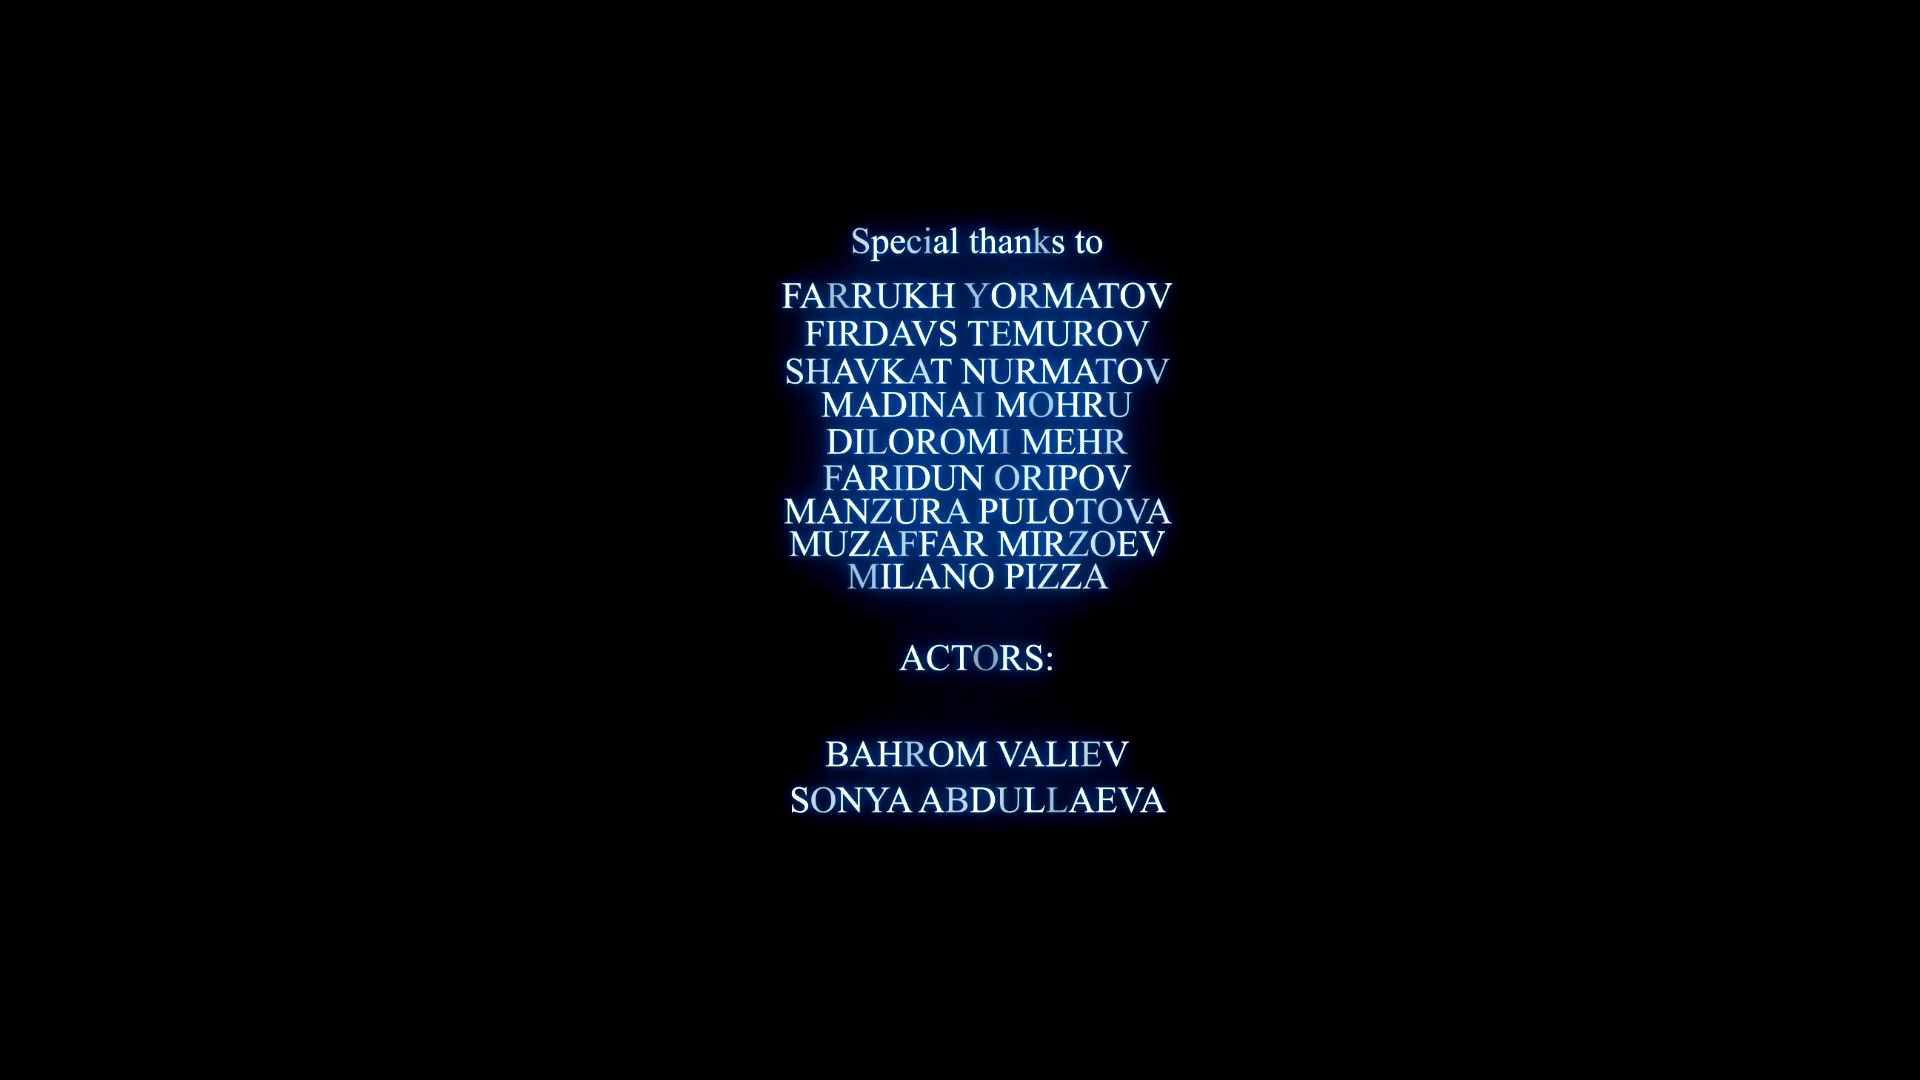 Special thanks to
FARRUKH YORMATOV
FIRDAVS TEMUROV
SHAVKAT NURMATOV
MADINAI MOHRU
DILOROMI MEHR
FARIDUN ORIPOV
MANZURA PULOTOVA
MUZAFFAR MIRZOEV
MILANO PIZZA
ACTORS:
BAHROM VALIEV
SONYA ABDULLAEVA